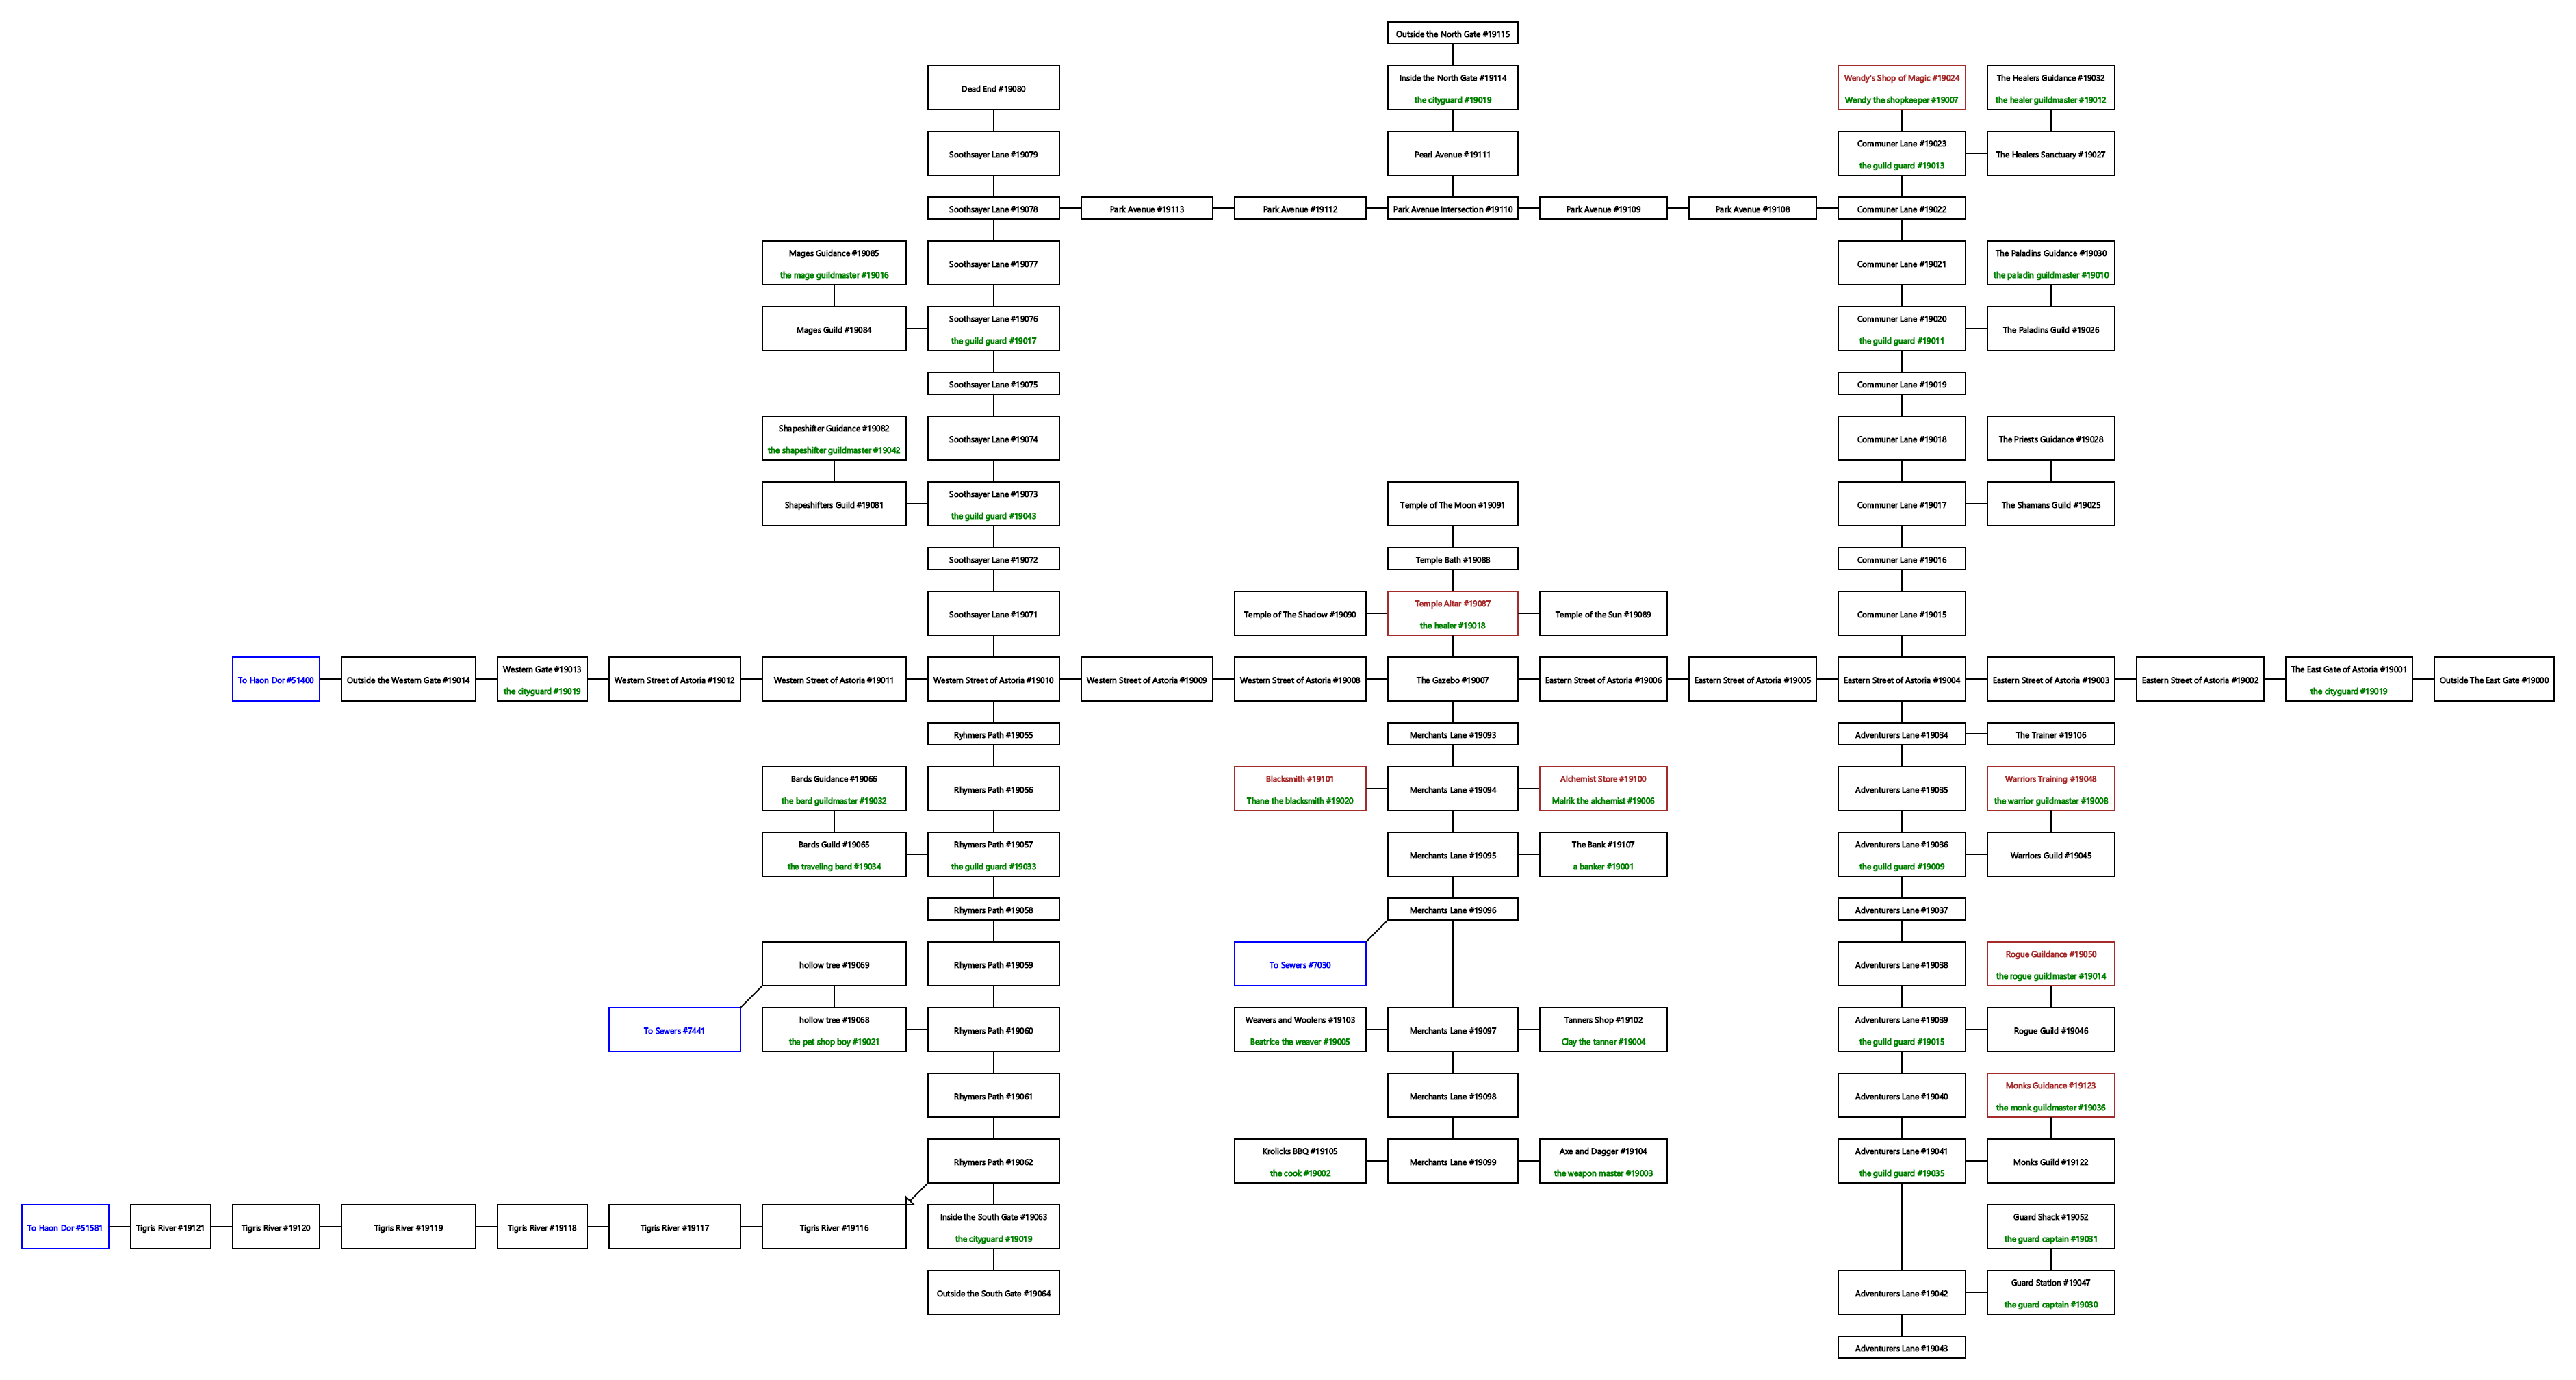 Outside the North Gate #19115
Dead End #19080
Inside the North Gate #19114
the cityguard #19019
Wendy's Shop of Magic #19024
Wendy the shopkeeper #19007
The Healers Guidance #19032
the healer guildmaster #19012
Soothsayer Lane #19079
Pearl Avenue #19111
Communer Lane #19023
the guild guard #19013
The Healers Sanctuary #19027
Soothsayer Lane #19078
Park Avenue #19113
Park Avenue #19112
Park Avenue Intersection #19110
Park Avenue #19109
Park Avenue #19108
Communer Lane #19022
Mages Guidance #19085
the mage guildmaster #19016
Soothsayer Lane #19077
Communer Lane #19021
The Paladins Guidance #19030
the paladin guildmaster #19010
Mages Guild #19084
Soothsayer Lane #19076
the guild guard #19017
Communer Lane #19020
the guild guard #19011
The Paladins Guild #19026
Soothsayer Lane #19075
Communer Lane #19019
Shapeshifter Guidance #19082
the shapeshifter guildmaster #19042
Soothsayer Lane #19074
Communer Lane #19018
The Priests Guidance #19028
Shapeshifters Guild #19081
Soothsayer Lane #19073
the guild guard #19043
Temple of The Moon #19091
Communer Lane #19017
The Shamans Guild #19025
Soothsayer Lane #19072
Temple Bath #19088
Communer Lane #19016
Soothsayer Lane #19071
Temple of The Shadow #19090
Temple Altar #19087
the healer #19018
Temple of the Sun #19089
Communer Lane #19015
To Haon Dor #51400
Outside the Western Gate #19014
Western Gate #19013
the cityguard #19019
Western Street of Astoria #19012
Western Street of Astoria #19011
Western Street of Astoria #19010
Western Street of Astoria #19009
Western Street of Astoria #19008
The Gazebo #19007
Eastern Street of Astoria #19006
Eastern Street of Astoria #19005
Eastern Street of Astoria #19004
Eastern Street of Astoria #19003
Eastern Street of Astoria #19002
The East Gate of Astoria #19001
the cityguard #19019
Outside The East Gate #19000
Ryhmers Path #19055
Merchants Lane #19093
Adventurers Lane #19034
The Trainer #19106
Bards Guidance #19066
the bard guildmaster #19032
Rhymers Path #19056
Blacksmith #19101
Thane the blacksmith #19020
Merchants Lane #19094
Alchemist Store #19100
Malrik the alchemist #19006
Adventurers Lane #19035
Warriors Training #19048
the warrior guildmaster #19008
Bards Guild #19065
the traveling bard #19034
Rhymers Path #19057
the guild guard #19033
Merchants Lane #19095
The Bank #19107
a banker #19001
Adventurers Lane #19036
the guild guard #19009
Warriors Guild #19045
Rhymers Path #19058
Merchants Lane #19096
Adventurers Lane #19037
hollow tree #19069
Rhymers Path #19059
To Sewers #7030
Adventurers Lane #19038
Rogue Guildance #19050
the rogue guildmaster #19014
To Sewers #7441
hollow tree #19068
the pet shop boy #19021
Rhymers Path #19060
Weavers and Woolens #19103
Beatrice the weaver #19005
Merchants Lane #19097
Tanners Shop #19102
Clay the tanner #19004
Adventurers Lane #19039
the guild guard #19015
Rogue Guild #19046
Rhymers Path #19061
Merchants Lane #19098
Adventurers Lane #19040
Monks Guidance #19123
the monk guildmaster #19036
Rhymers Path #19062
Krolicks BBQ #19105
the cook #19002
Merchants Lane #19099
Axe and Dagger #19104
the weapon master #19003
Adventurers Lane #19041
the guild guard #19035
Monks Guild #19122
To Haon Dor #51581
Tigris River #19121
Tigris River #19120
Tigris River #19119
Tigris River #19118
Tigris River #19117
Tigris River #19116
Inside the South Gate #19063
the cityguard #19019
Guard Shack #19052
the guard captain #19031
Outside the South Gate #19064
Adventurers Lane #19042
Guard Station #19047
the guard captain #19030
Adventurers Lane #19043